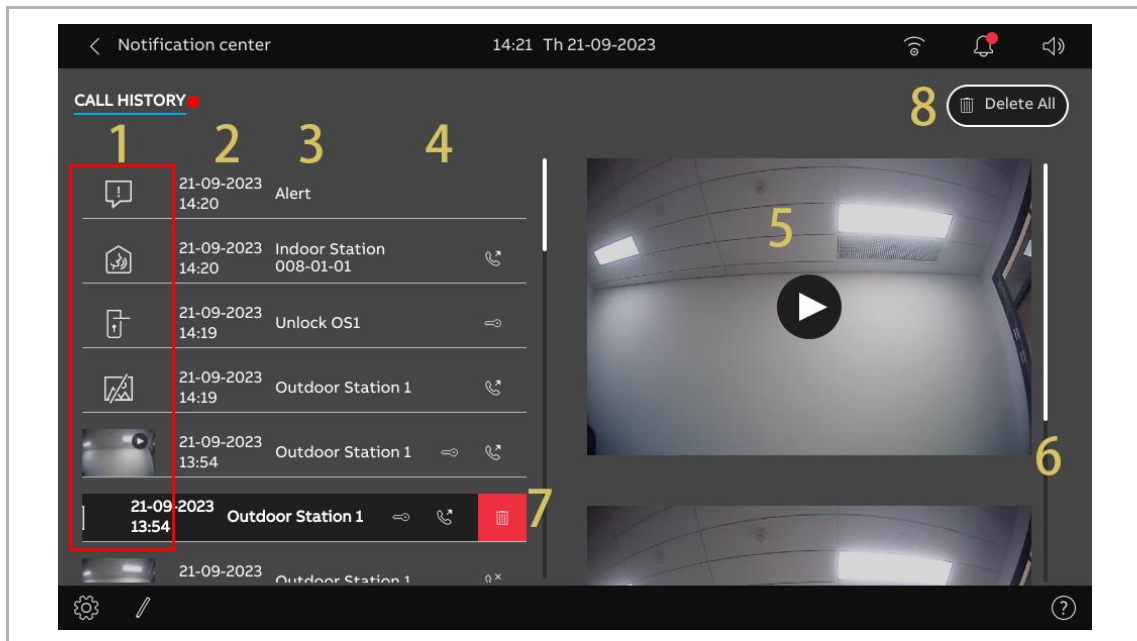 Notification center
14:21 Th 21-09-2023
CALL HISTORY
8
Delete All
1
2
3
4
21-09-2023
14:20
Alert
21-09-2023
14:20
Indoor Station
008-01-01
21-09-2023
14:19
Unlock OS1
21-09-2023
14:19
Outdoor Station 1
21-09-2023
13:54
Outdoor Station 1
21-09-2023
13:54
Outdoor Station 1
7
21-09-2023
Outdoor Station 1
5
6
?